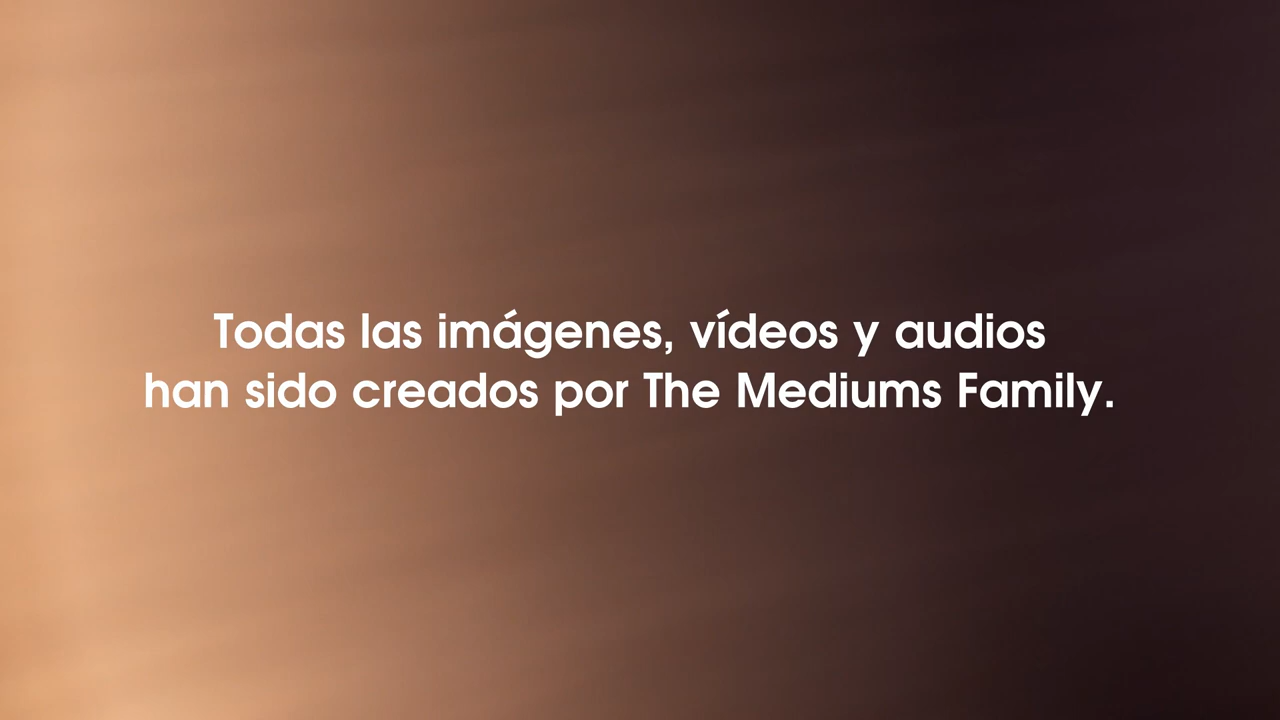 Todas las imágenes, vídeos y audios
han sido creados por The Mediums Family.